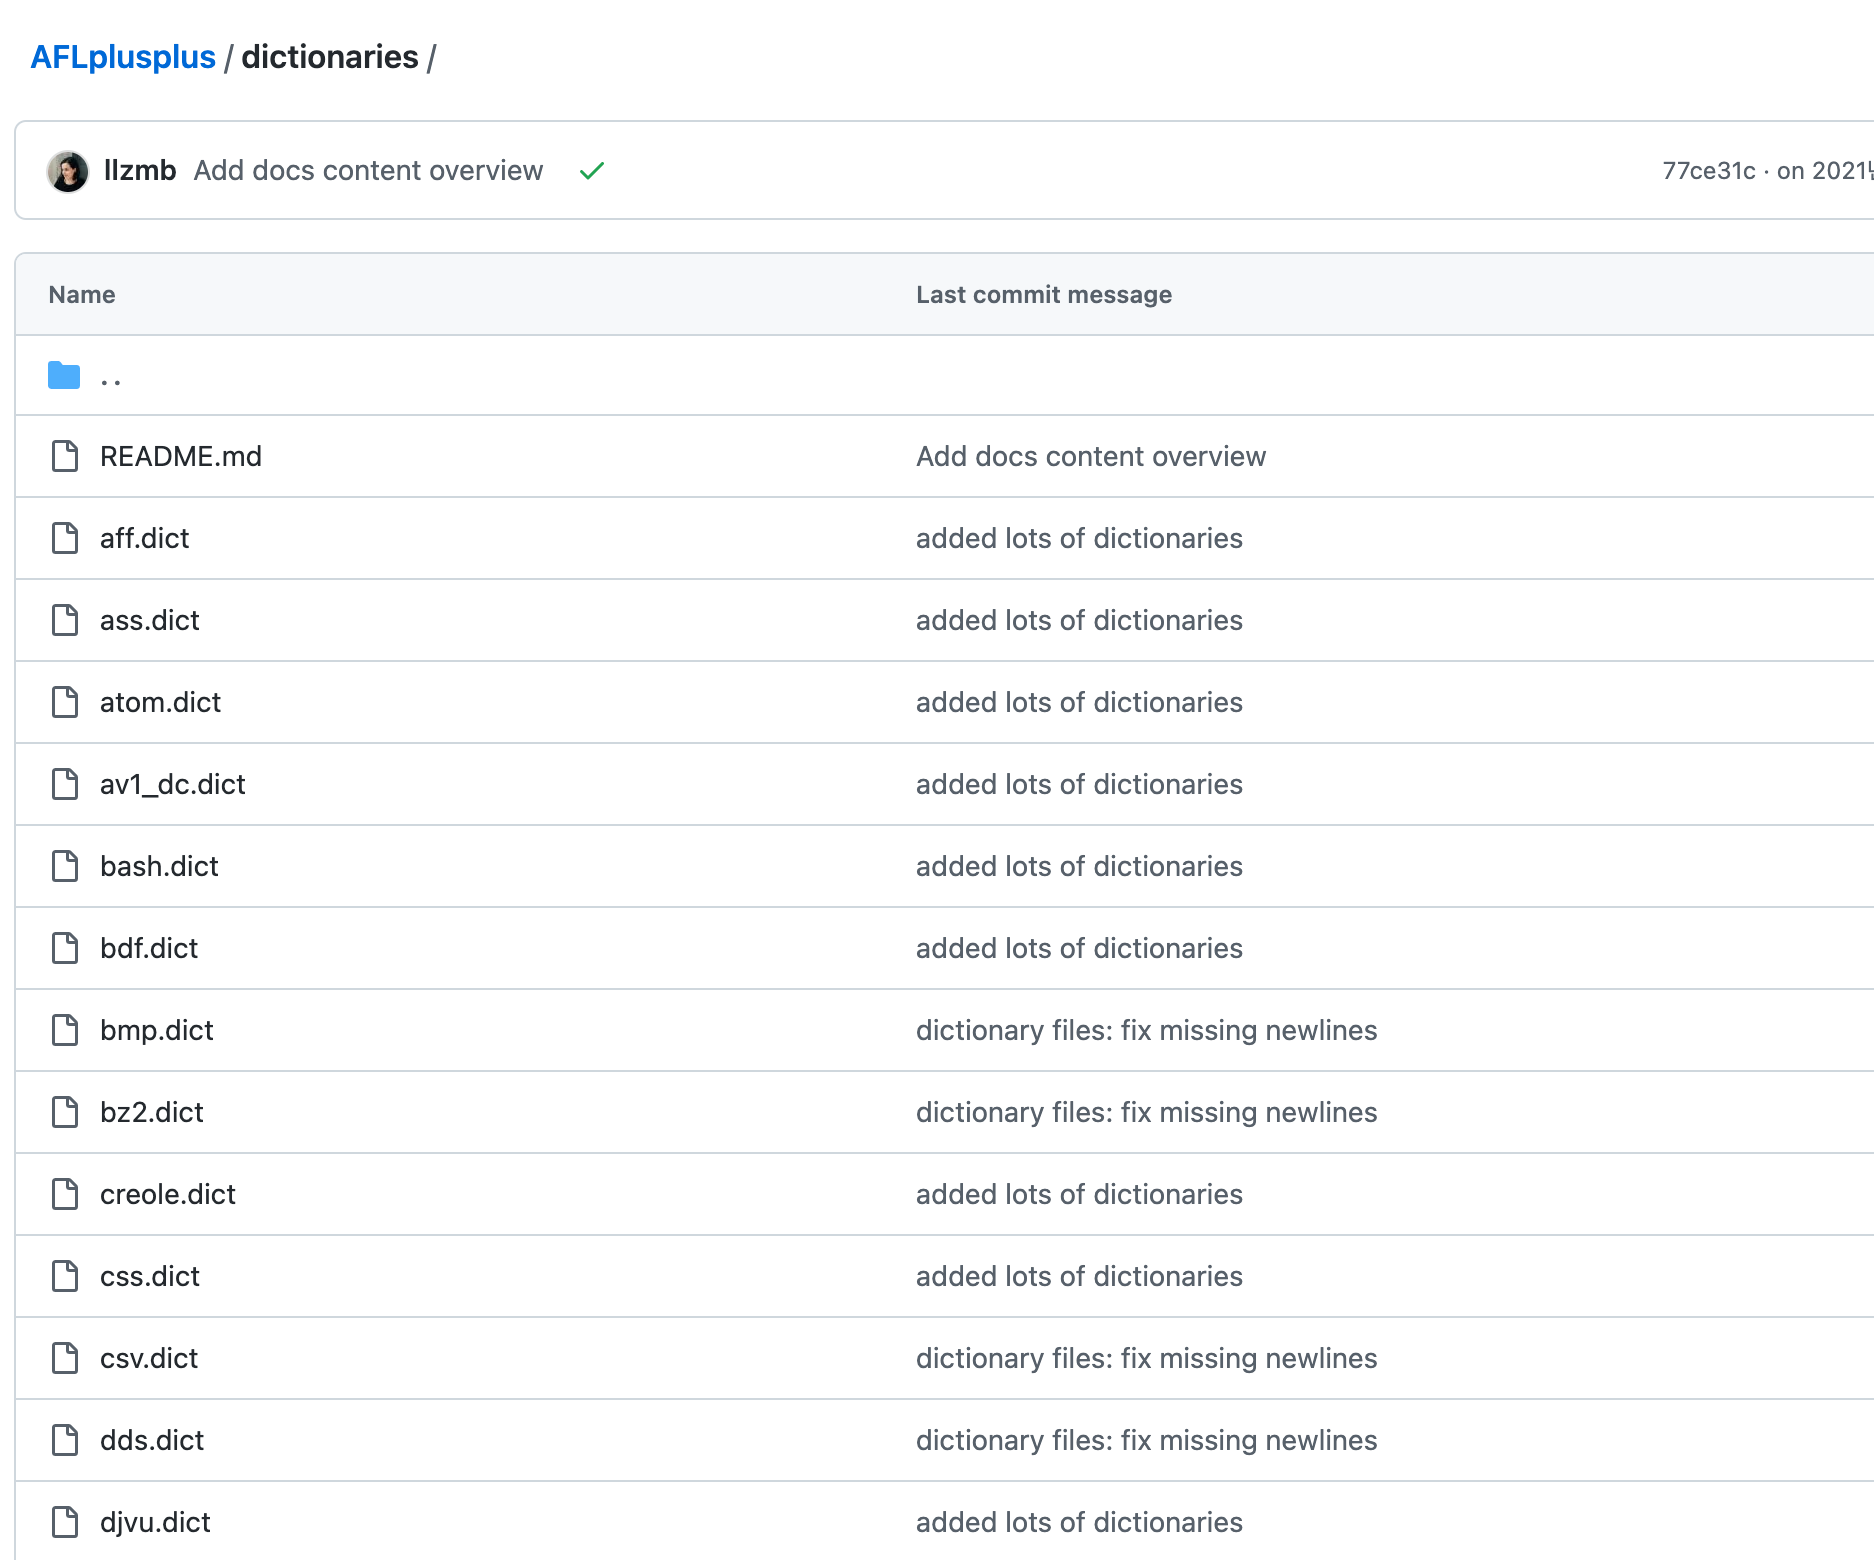 AFLplusplus / dictionaries /
llzmb Add docs content overview 77ce31c · on 2021
Name Last commit message
..
README.md Add docs content overview
aff.dict added lots of dictionaries
ass.dict added lots of dictionaries
atom.dict added lots of dictionaries
av1_dc.dict added lots of dictionaries
bash.dict added lots of dictionaries
bdf.dict added lots of dictionaries
bmp.dict dictionary files: fix missing newlines
bz2.dict dictionary files: fix missing newlines
creole.dict added lots of dictionaries
css.dict added lots of dictionaries
csv.dict dictionary files: fix missing newlines
dds.dict dictionary files: fix missing newlines
djvu.dict added lots of dictionaries